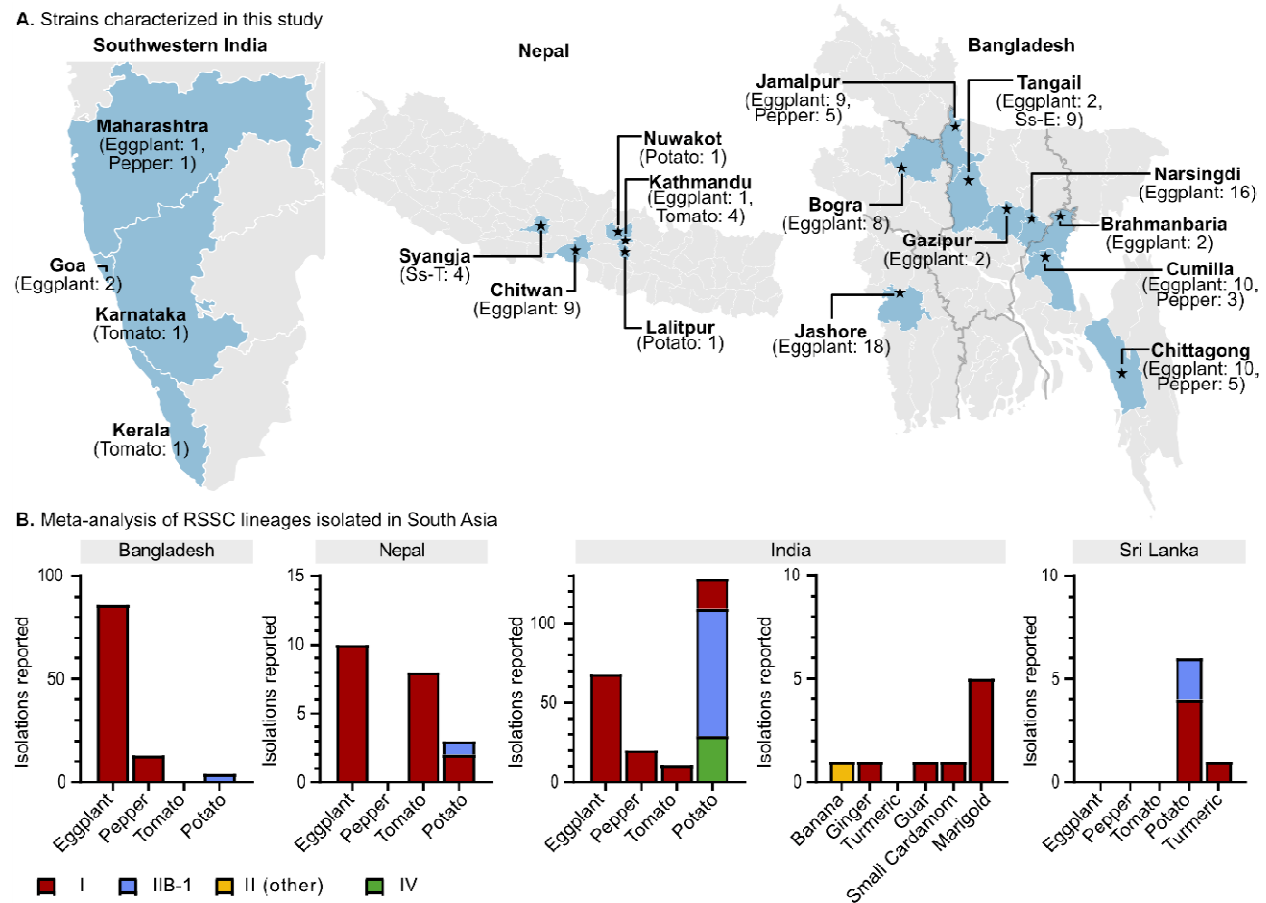 A. Strains characterized in this study
Southwestern India
Maharashtra
(Eggplant: 1,
Pepper: 1)
Goa
(Eggplant: 2)
Karnataka
(Tomato: 1)
Kerala
(Tomato: 1)
Nepal
Nuwakot
(Potato: 1)
Kathmandu
(Eggplant: 1,
Tomato: 4)
Syangja
(Ss-T: 4)
Chitwan
(Eggplant: 9)
Lalitpur
(Potato: 1)
Bangladesh
Jamalpur
(Eggplant: 9,
Pepper: 5)
Tangail
(Eggplant: 2,
Ss-E: 9)
Narsingdi
(Eggplant: 16)
Bogra
(Eggplant: 8)
Brahmanbaria
(Eggplant: 2)
Gazipur
(Eggplant: 2)
Cumilla
(Eggplant: 10,
Pepper: 3)
Jashore
(Eggplant: 18)
Chittagong
(Eggplant: 10,
Pepper: 5)
B. Meta-analysis of RSSC lineages isolated in South Asia
Bangladesh
Isolations reported
100
50
0
Eggplant
Pepper
Tomato
Potato
Nepal
Isolations reported
15
10
5
0
Eggplant
Pepper
Tomato
Potato
India
Isolations reported
100
50
0
Eggplant
Pepper
Tomato
Potato
Isolations reported
10
5
0
Banana
Ginger
Turmeric
Guar
Small Cardamom
Marigold
Sri Lanka
Isolations reported
10
5
0
Eggplant
Pepper
Tomato
Potato
Turmeric
I
IIB-1
II (other)
IV